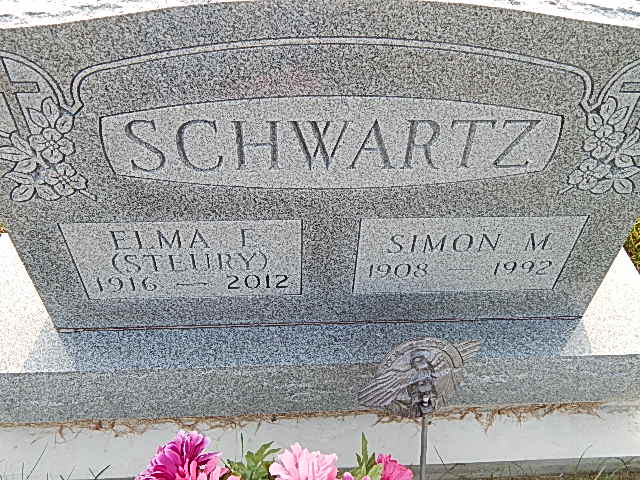 SCHWARTZ
ELMA E.
(STEURY)
1916 — 2012
SIMON M.
1908 — 1992